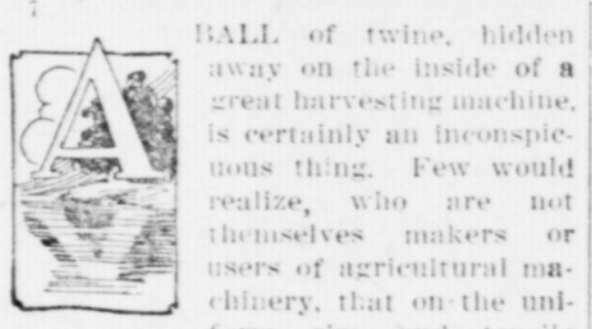 A BALL of twine, hidden
away on the inside of a
great harvesting machine,
is certainly an inconspic-
uous thing. Few would
realize, who are not
themselves makers or
users of agricultural ma-
chinery, that on the uni-